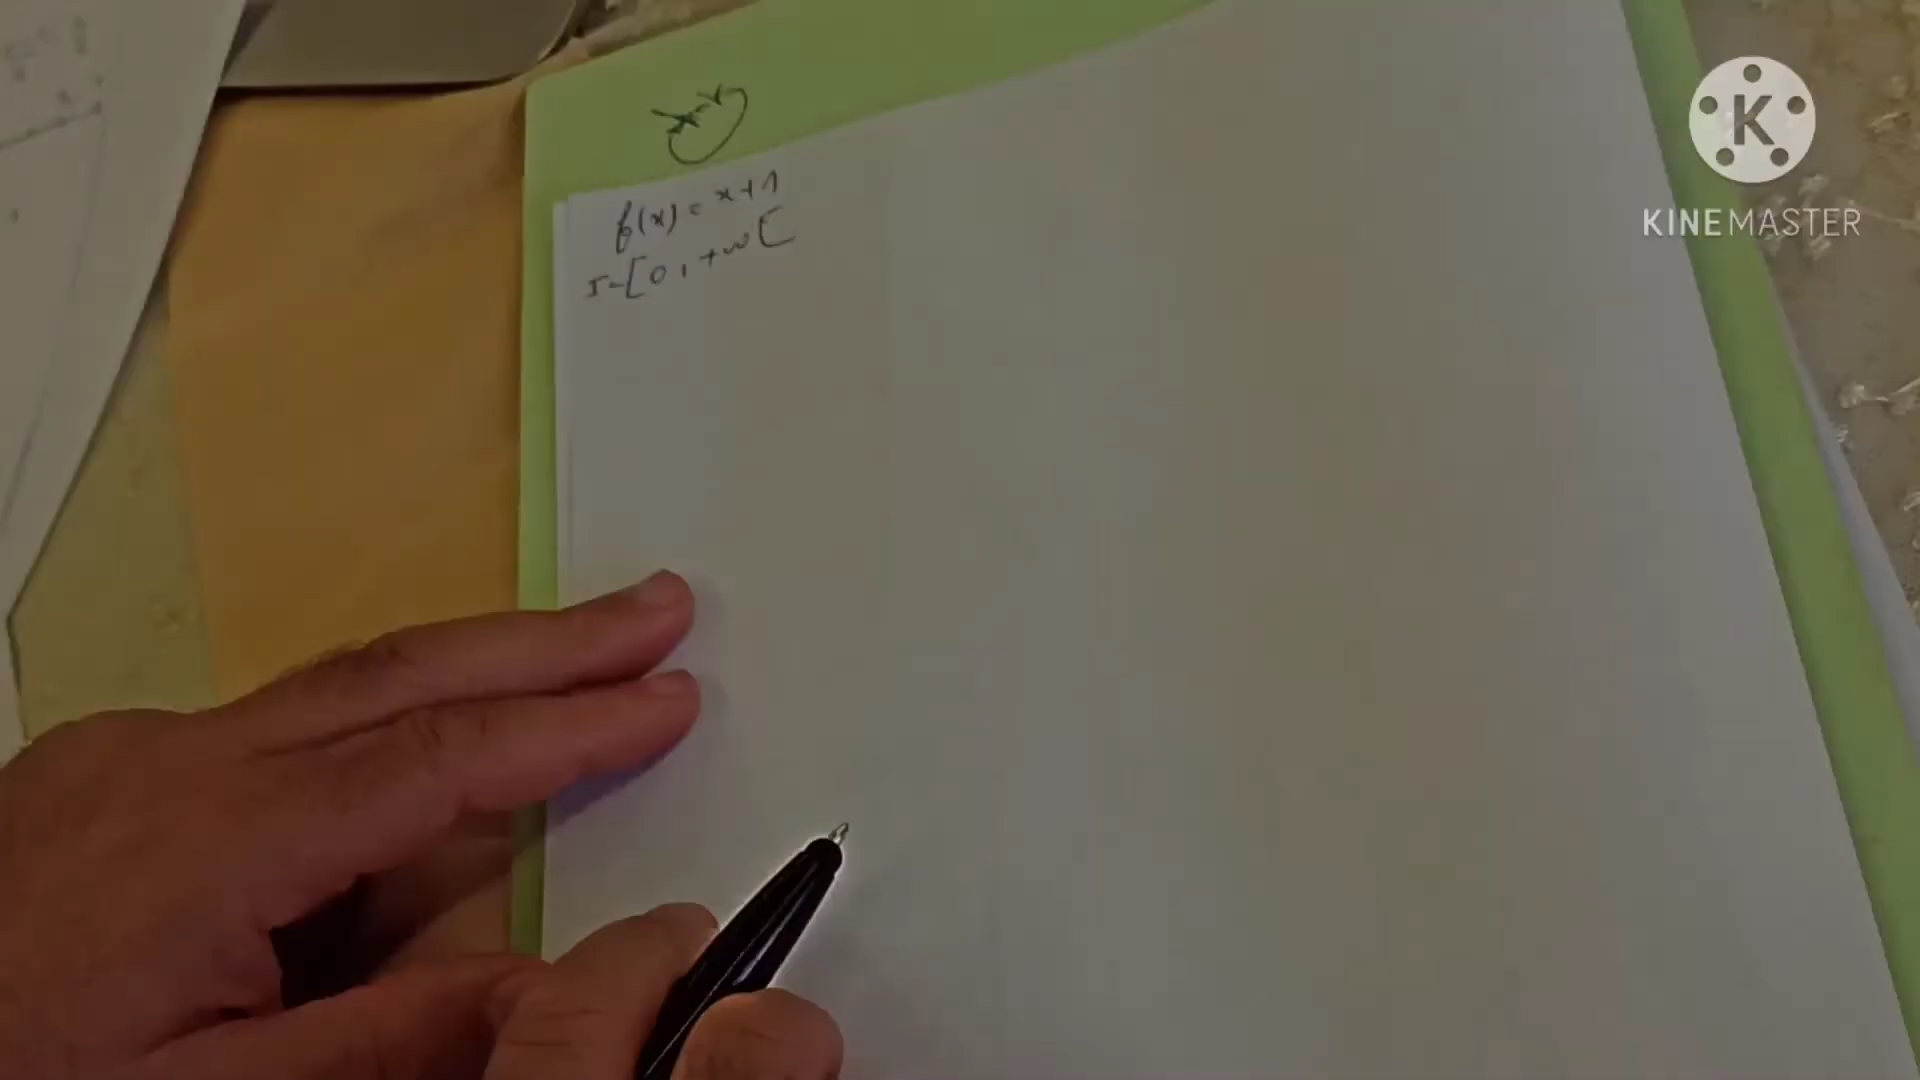 f(x) = x+1
I=[0, +∞[
K
KINEMASTER